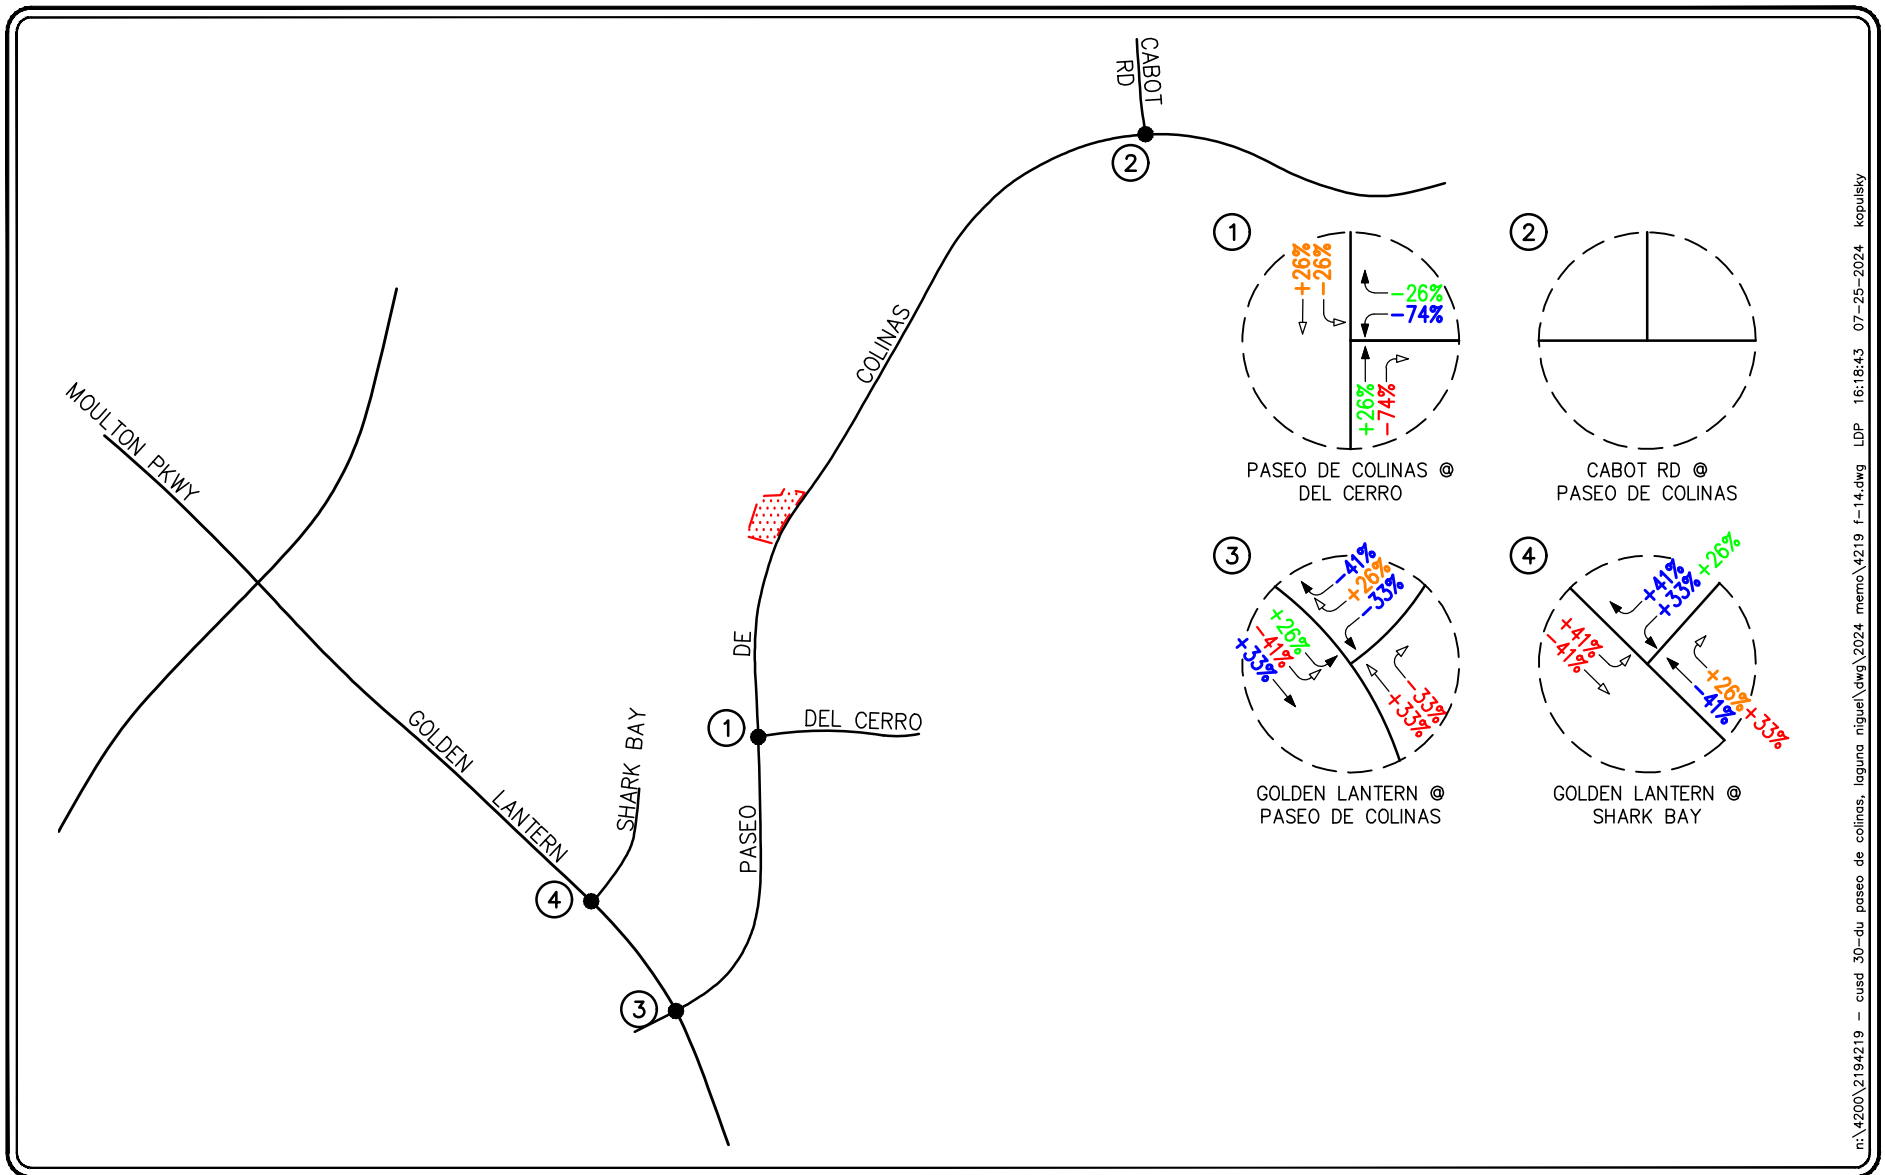 CABOT
RD
2
COLINAS
MOULTON PKWY
DE
GOLDEN
LANTERN
SHARK BAY
1
DEL CERRO
PASEO
4
3
1
+26%
-26%
-26%
-74%
+26%
-74%
PASEO DE COLINAS @
DEL CERRO
2
CABOT RD @
PASEO DE COLINAS
3
-41%
+26%
-33%
+26%
-41%
+33%
-33%
+33%
GOLDEN LANTERN @
PASEO DE COLINAS
4
+41%
+33%
+26%
+41%
-41%
+26%
-41%
+33%
GOLDEN LANTERN @
SHARK BAY
n:\4200\2194219 - cusd 30-du paseo de colinas, laguna niguel\dwg\2024 memo\4219 f-14.dwg LDP 16:18:43 07-25-2024 kopulsky